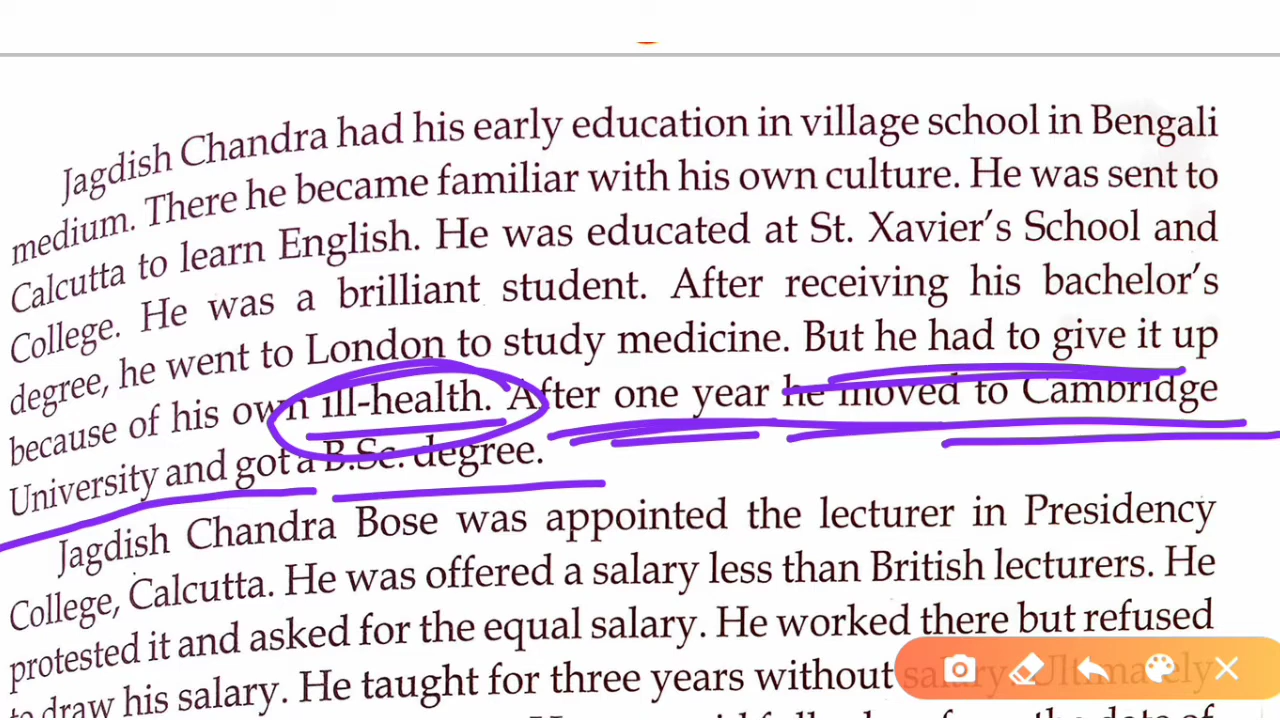 Jagdish Chandra had his early education in village school in Bengali
medium. There he became familiar with his own culture. He was sent to
Calcutta to learn English. He was educated at St. Xavier's School and
College. He was a brilliant student. After receiving his bachelor's
degree, he went to London to study medicine. But he had to give it up
because of his own ill-health. After one year he moved to Cambridge
University and got a B.Sc. degree.
Jagdish Chandra Bose was appointed the lecturer in Presidency
College, Calcutta. He was offered a salary less than British lecturers. He
protested it and asked for the equal salary. He worked there but refused
to draw his salary. He taught for three years without salary. Ultimately